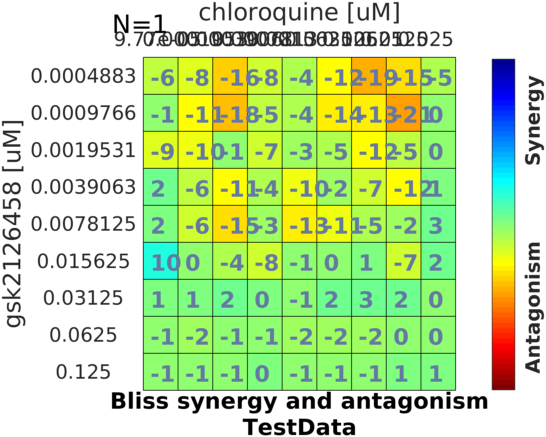 chloroquine [uM]
N=1
gsk2126458 [uM]
0.0004883 -6 -8 -16 -8 -4 -12 -19 -15 -5
0.0009766 -1 -11 -18 -5 -4 -14 -13 -21 0
0.0019531 -9 -10 -1 -7 -3 -5 -12 -5 0
0.0039063 2 -6 -11 -4 -10 -2 -7 -12 1
0.0078125 2 -6 -15 -3 -13 -11 -5 -2 3
0.015625 10 0 -4 -8 -1 0 1 -7 2
0.03125 1 1 2 0 -1 2 3 2 0
0.0625 -1 -2 -1 -1 -2 -2 -2 0 0
0.125 -1 -1 -1 0 -1 -1 -1 1 1
Synergy
Antagonism
Bliss synergy and antagonism
TestData